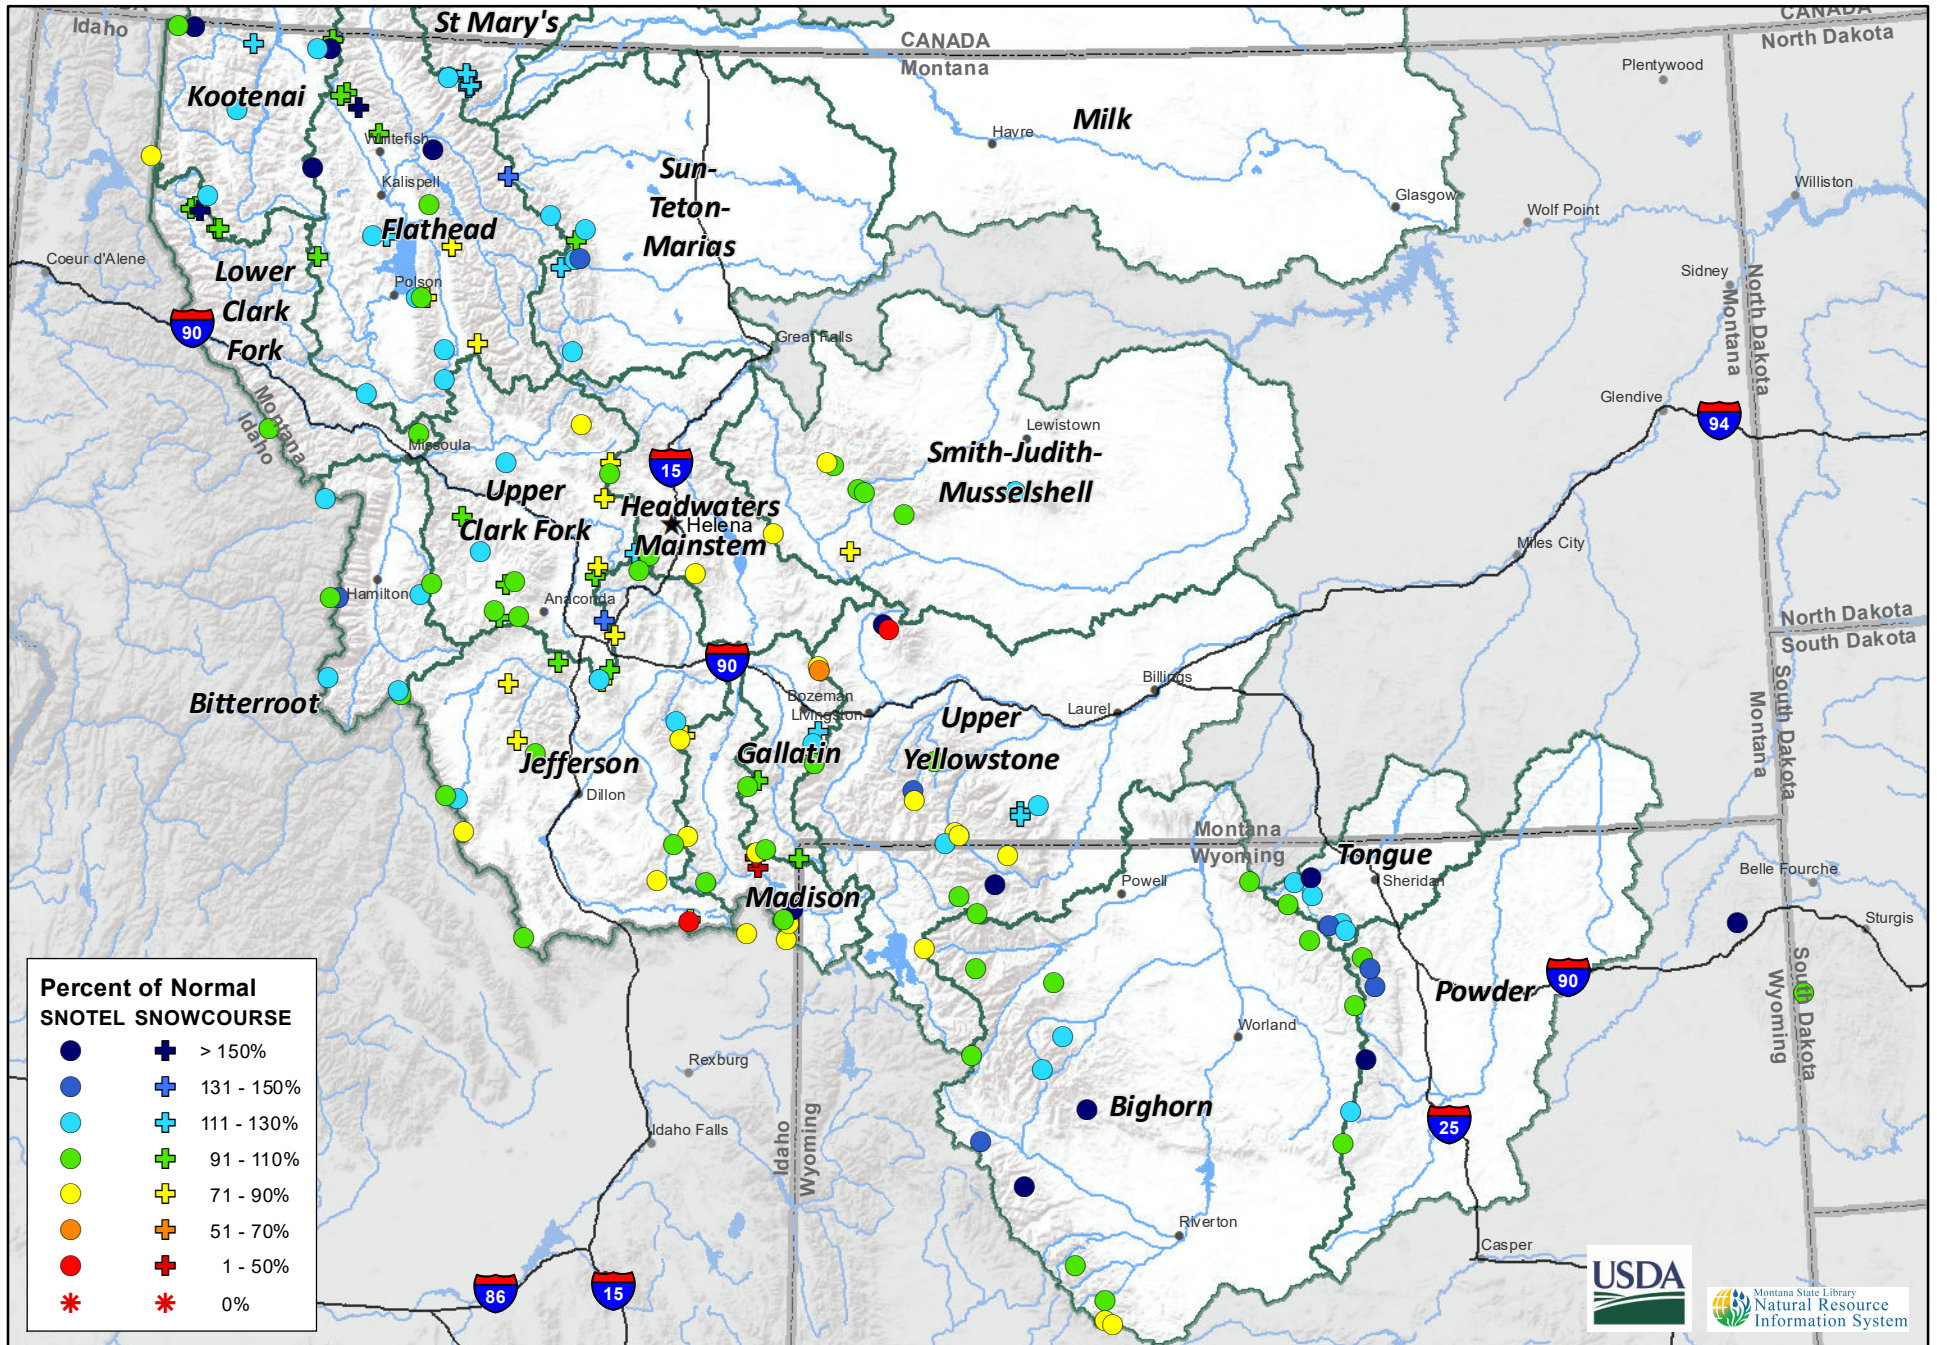 CANADA
Idaho
St Mary's
CANADA
Montana
CANADA
North Dakota
Plentywood
Kootenai
Milk
Havre
Whitefish
Sun-
Teton-
Marias
Kalispell
Glasgow
Wolf Point
Williston
Flathead
Coeur d'Alene
Lower
Clark
Fork
Polson
Sidney
North Dakota
Montana
90
Great Falls
Montana
Idaho
Glendive
94
Lewistown
Missoula
Smith-Judith-
Musselshell
15
Upper
Clark Fork
Headwaters
Mainstem
Helena
Miles City
Hamilton
Anaconda
North Dakota
South Dakota
90
Bitterroot
Bozeman
Livingston
Billings
Laurel
Upper
Yellowstone
South Dakota
Montana
Gallatin
Jefferson
Dillon
Montana
Wyoming
Tongue
Sheridan
Powell
Belle Fourche
Sturgis
Madison
South Dakota
Wyoming
90
Powder
Worland
Rexburg
Bighorn
25
Idaho Falls
Idaho
Wyoming
Riverton
Casper
86
15
Percent of Normal
SNOTEL SNOWCOURSE
> 150%
131 - 150%
111 - 130%
91 - 110%
71 - 90%
51 - 70%
1 - 50%
0%
USDA
Montana State Library
Natural Resource
Information System